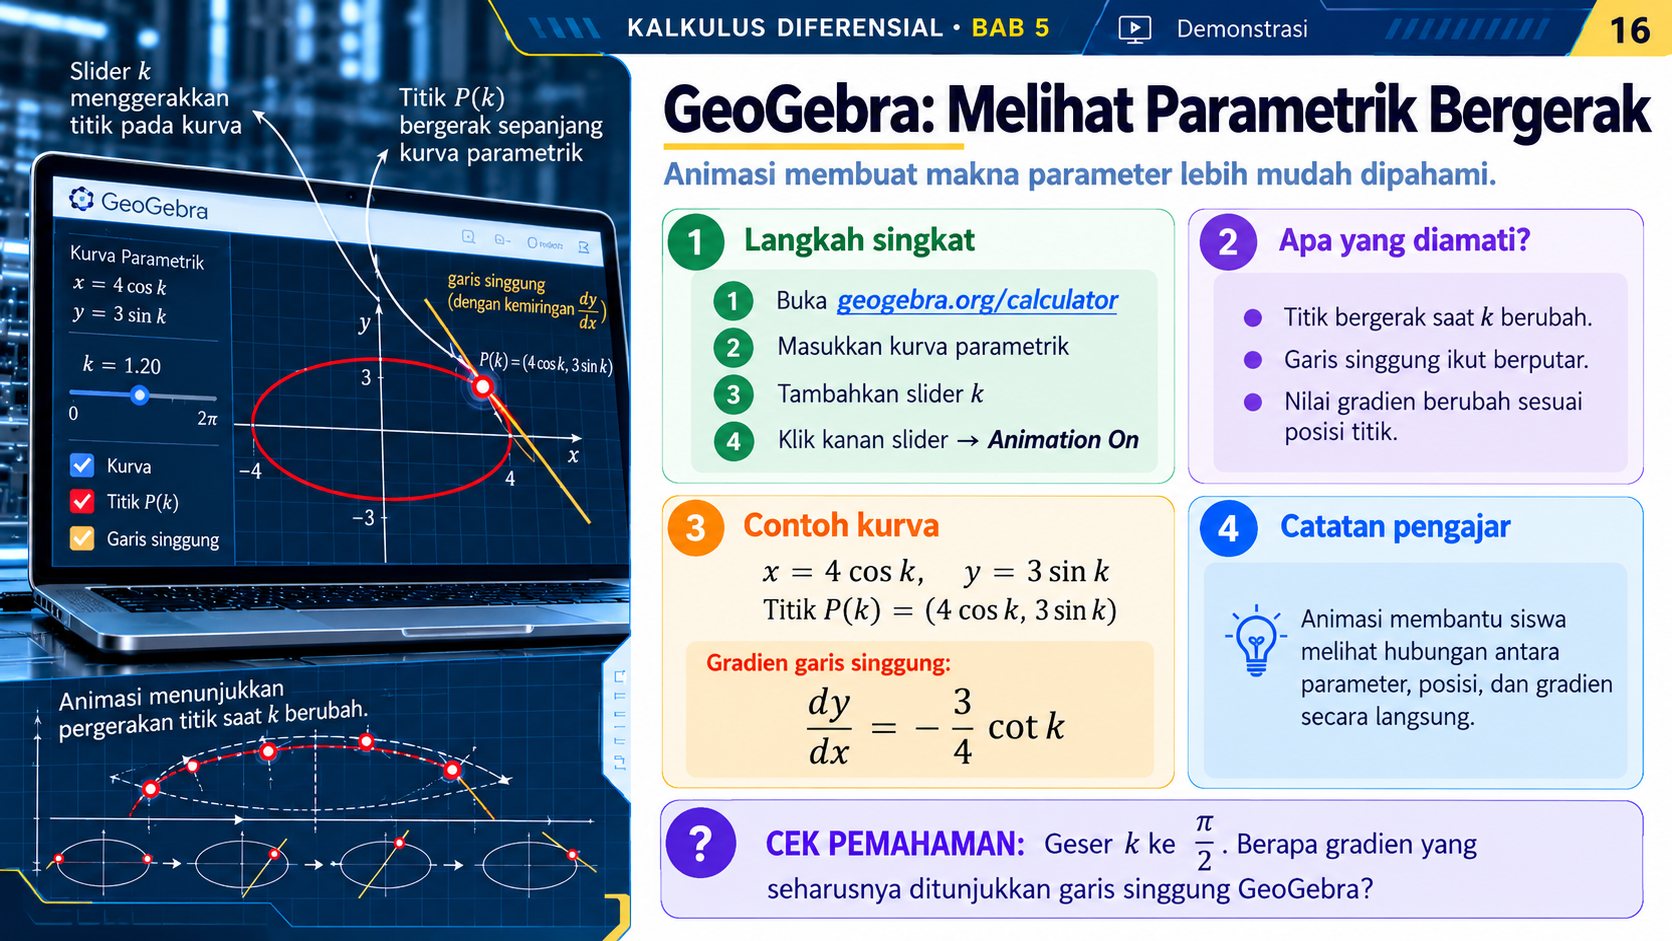 KALKULUS DIFERENSIAL • BAB 5
Demonstrasi
16
Slider k
menggerakkan
titik pada kurva
Titik P(k)
bergerak sepanjang
kurva parametrik
GeoGebra
Kurva Parametrik
x = 4 cos k
y = 3 sin k
k = 1.20
0
2π
Kurva
Titik P(k)
Garis singgung
garis singgung
(dengan kemiringan dy/dx)
P(k) = (4 cos k, 3 sin k)
y
x
3
-4
4
-3
Animasi menunjukkan
pergerakan titik saat k berubah.
GeoGebra: Melihat Parametrik Bergerak
Animasi membuat makna parameter lebih mudah dipahami.
1 Langkah singkat
1 Buka geogebra.org/calculator
2 Masukkan kurva parametrik
3 Tambahkan slider k
4 Klik kanan slider → Animation On
2 Apa yang diamati?
● Titik bergerak saat k berubah.
● Garis singgung ikut berputar.
● Nilai gradien berubah sesuai
posisi titik.
3 Contoh kurva
x = 4 cos k, y = 3 sin k
Titik P(k) = (4 cos k, 3 sin k)
Gradien garis singgung:
dy/dx = - 3/4 cot k
4 Catatan pengajar
Animasi membantu siswa
melihat hubungan antara
parameter, posisi, dan gradien
secara langsung.
? CEK PEMAHAMAN: Geser k ke π/2. Berapa gradien yang
seharusnya ditunjukkan garis singgung GeoGebra?